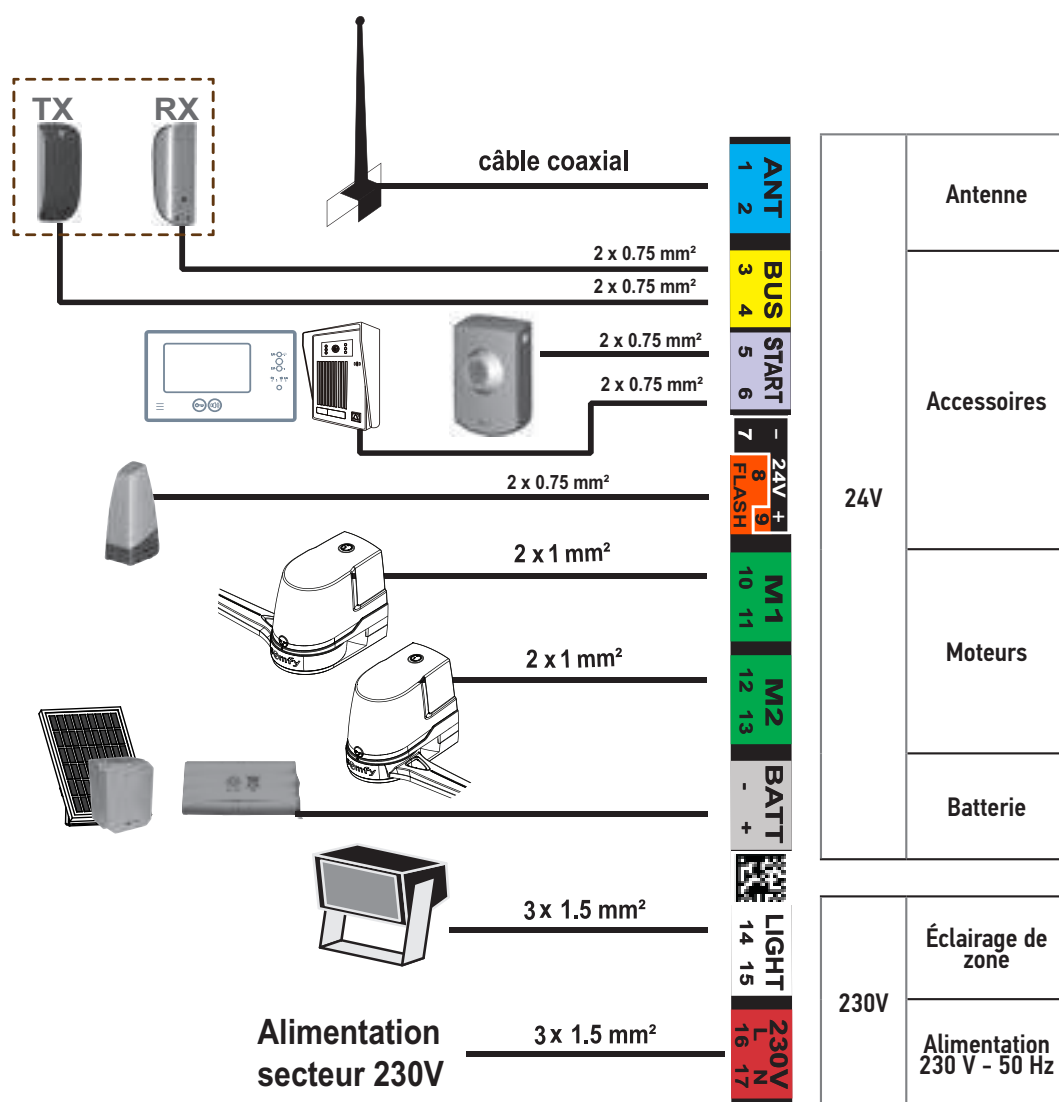 TX RX
câble coaxial
ANT
1 2
Antenne
2 x 0.75 mm²
2 x 0.75 mm²
BUS
3 4
2 x 0.75 mm²
2 x 0.75 mm²
START
5 6
Accessoires
2 x 0.75 mm²
- 24V +
7 8 9
FLASH
24V
2 x 1 mm²
M1
10 11
somfy
2 x 1 mm²
M2
12 13
Moteurs
somfy
BATT
- +
Batterie
3 x 1.5 mm²
LIGHT
14 15
Éclairage de
zone
230V
Alimentation
secteur 230V
3 x 1.5 mm²
230V
L N
16 17
Alimentation
230 V - 50 Hz